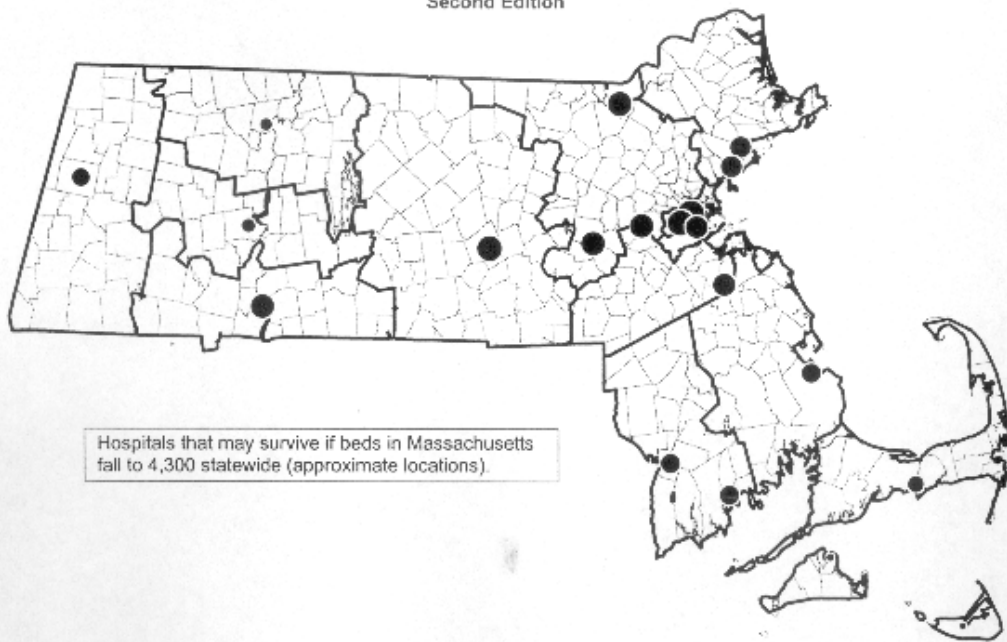 Second Edition
Hospitals that may survive if beds in Massachusetts
fall to 4,300 statewide (approximate locations).